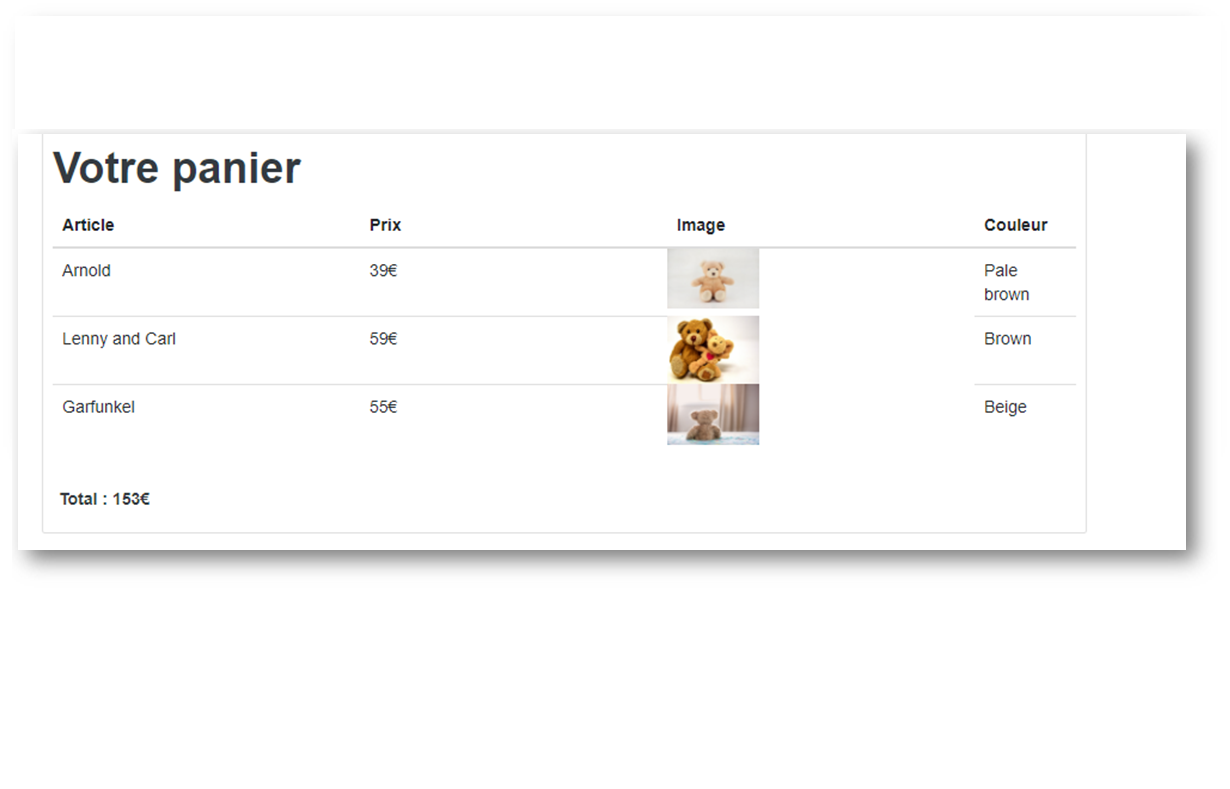 Votre panier
Article Prix Image Couleur
Arnold 39€ Pale
brown
Lenny and Carl 59€ Brown
Garfunkel 55€ Beige
Total : 153€